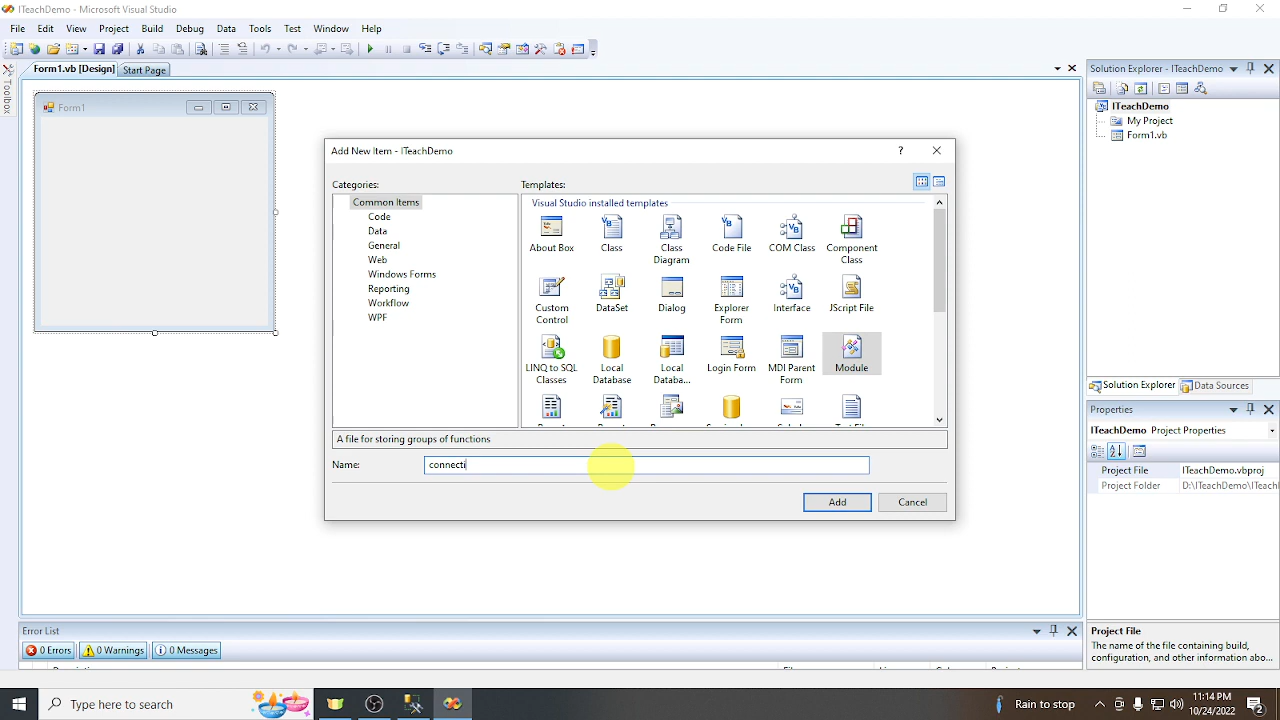 ITeachDemo - Microsoft Visual Studio
File Edit View Project Build Debug Data Tools Test Window Help
Form1.vb [Design] Start Page
Toolbox
Form1
Add New Item - ITeachDemo
?
Categories:
Common Items
Code
Data
General
Web
Windows Forms
Reporting
Workflow
WPF
Templates:
Visual Studio installed templates
About Box Class Class Diagram Code File COM Class Component Class
Custom Control DataSet Dialog Explorer Form Interface JScript File
LINQ to SQL Classes Local Database Local Databa... Login Form MDI Parent Form Module
A file for storing groups of functions
Name: connecti
Add Cancel
Solution Explorer - ITeachDemo
ITeachDemo
My Project
Form1.vb
Solution Explorer Data Sources
Properties
ITeachDemo Project Properties
Project File ITeachDemo.vbproj
Project Folder D:\ITeachDemo\ITeachD
Project File
The name of the file containing build,
configuration, and other information abo...
Error List
0 Errors 0 Warnings 0 Messages
Type here to search
Rain to stop
11:14 PM
10/24/2022
2